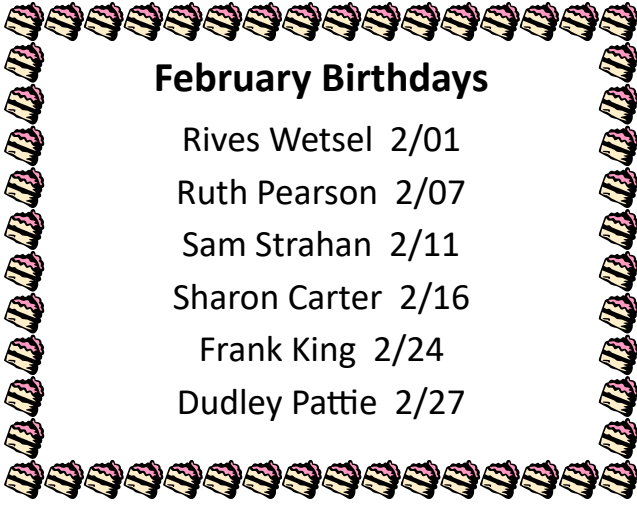 February Birthdays
Rives Wetsel 2/01
Ruth Pearson 2/07
Sam Strahan 2/11
Sharon Carter 2/16
Frank King 2/24
Dudley Pattie 2/27